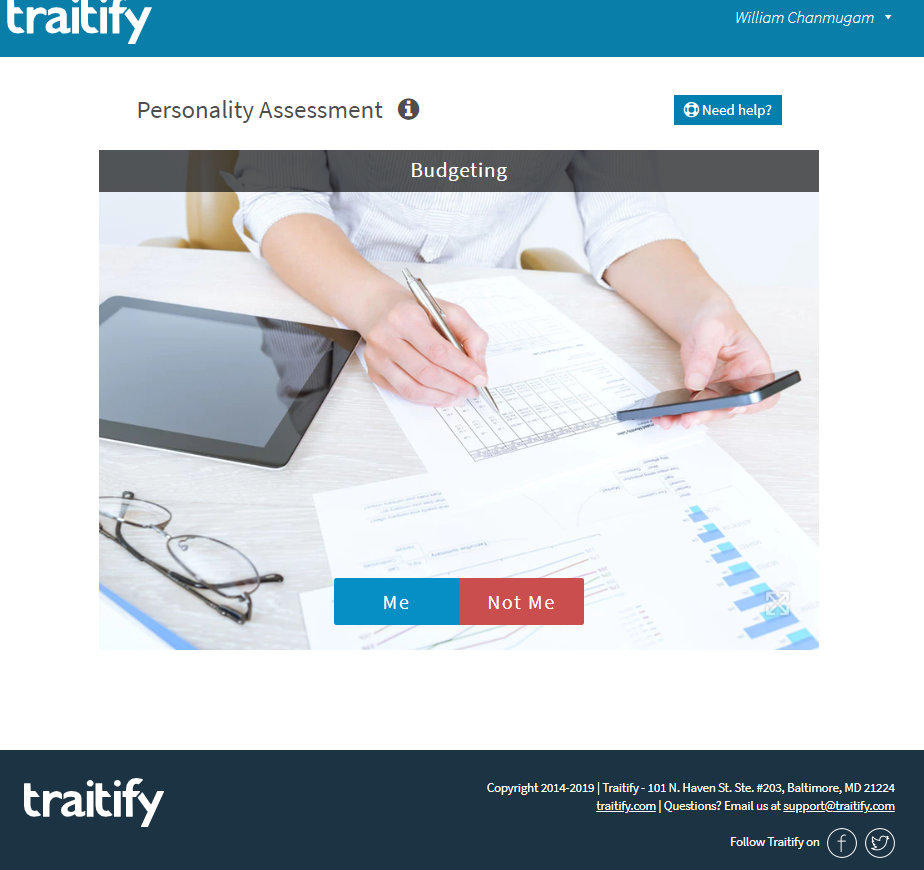 traitify
William Chanmugam
Personality Assessment
Need help?
Budgeting
Me
Not Me
traitify
Copyright 2014-2019 | Traitify - 101 N. Haven St. Ste. #203, Baltimore, MD 21224
traitify.com | Questions? Email us at support@traitify.com
Follow Traitify on